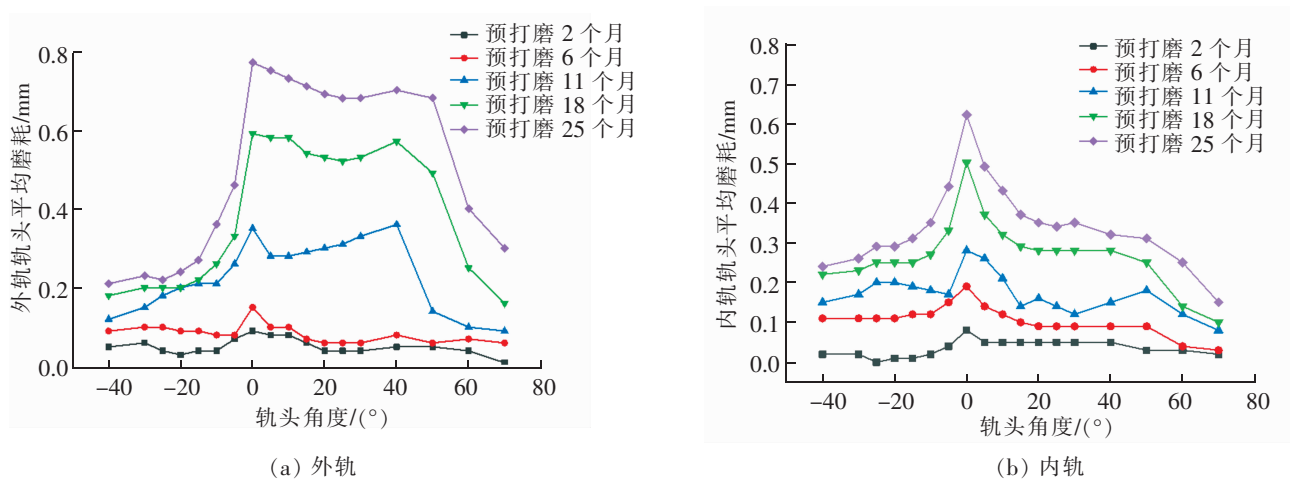 预打磨 2 个月
预打磨 6 个月
预打磨 11 个月
预打磨 18 个月
预打磨 25 个月
外轨轨头平均磨耗/mm
0.8
0.6
0.4
0.2
0.0
-40
-20
0
20
40
60
80
轨头角度/(°)
(a) 外轨
预打磨 2 个月
预打磨 6 个月
预打磨 11 个月
预打磨 18 个月
预打磨 25 个月
内轨轨头平均磨耗/mm
0.8
0.7
0.6
0.5
0.4
0.3
0.2
0.1
0.0
-40
-20
0
20
40
60
80
轨头角度/(°)
(b) 内轨